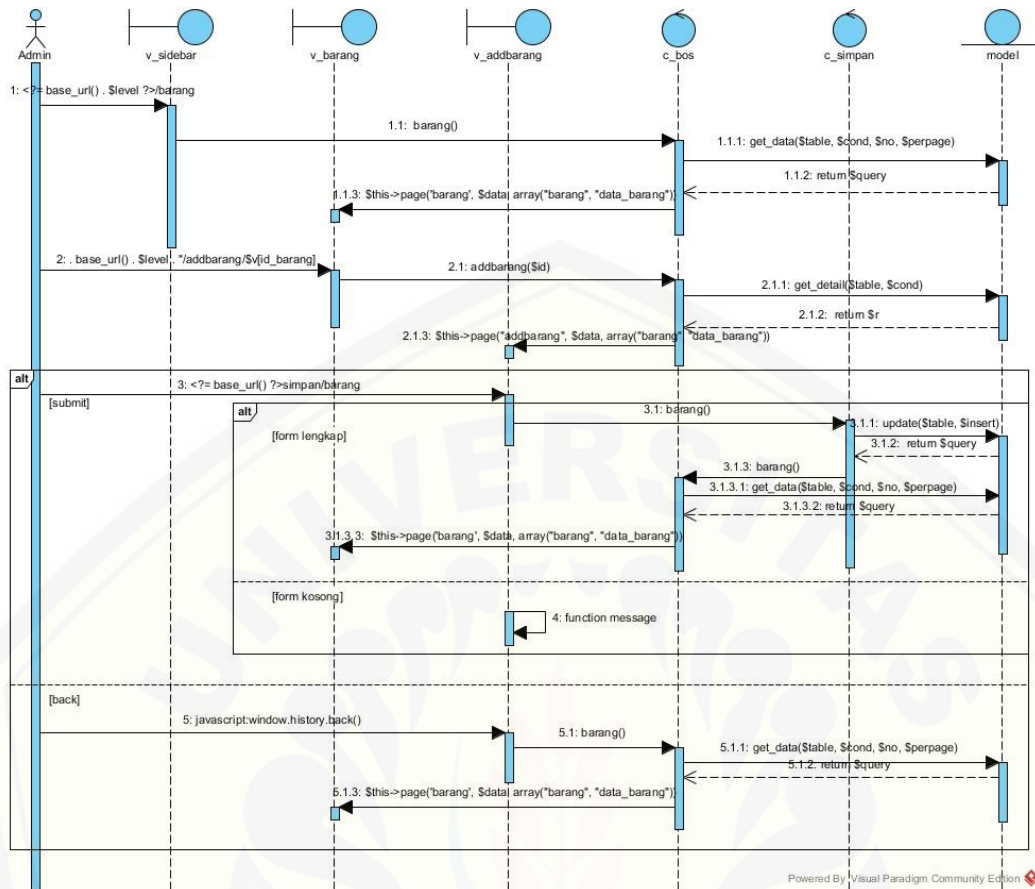 Admin
v_sidebar
v_barang
v_addbarang
c_bos
c_simpan
model
1: <?= base_url() . $level ?>/barang
1.1: barang()
1.1.1: get_data($table, $cond, $no, $perpage)
1.1.2: return $query
1.1.3: $this->page('barang', $data, array("barang", "data_barang"))
2: . base_url() . $level . "/addbarang/$v[id_barang]
2.1: addbarang($id)
2.1.1: get_detail($table, $cond)
2.1.2: return $r
2.1.3: $this->page("addbarang", $data, array("barang", "data_barang"))
alt
3: <?= base_url() ?>simpan/barang
[submit]
alt
3.1: barang()
[form lengkap]
3.1.1: update($table, $insert)
3.1.2: return $query
3.1.3: barang()
3.1.3.1: get_data($table, $cond, $no, $perpage)
3.1.3.2: return $query
3.1.3.3: $this->page('barang', $data, array("barang", "data_barang"))
[form kosong]
4: function message
[back]
5: javascript:window.history.back()
5.1: barang()
5.1.1: get_data($table, $cond, $no, $perpage)
5.1.2: return $query
5.1.3: $this->page('barang', $data, array("barang", "data_barang"))
UNIVERSITAS
Powered By Visual Paradigm Community Edition